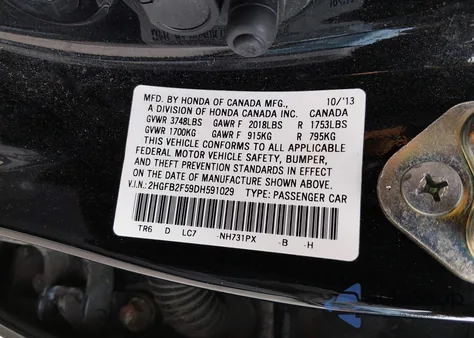 MFD. BY HONDA OF CANADA MFG., 10/'13
A DIVISION OF HONDA CANADA INC. CANADA
GVWR 3748LBS GAWR F 2018LBS R 1753LBS
GVWR 1700KG GAWR F 915KG R 795KG
THIS VEHICLE CONFORMS TO ALL APPLICABLE
FEDERAL MOTOR VEHICLE SAFETY, BUMPER,
AND THEFT PREVENTION STANDARDS IN EFFECT
ON THE DATE OF MANUFACTURE SHOWN ABOVE.
V.I.N.: 2HGFB2F59DH591029 TYPE: PASSENGER CAR
TR6 D LC7 -NH731PX -B -H